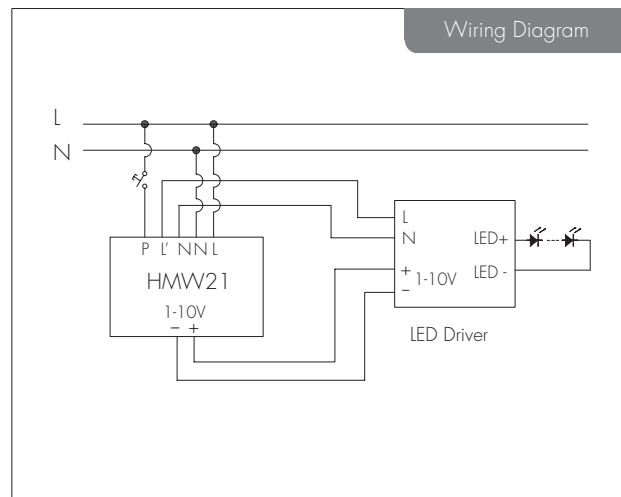 Wiring Diagram
L
N
P L' N N L
HMW21
1-10V
− +
L
N
+
−
1-10V
LED+
LED -
LED Driver